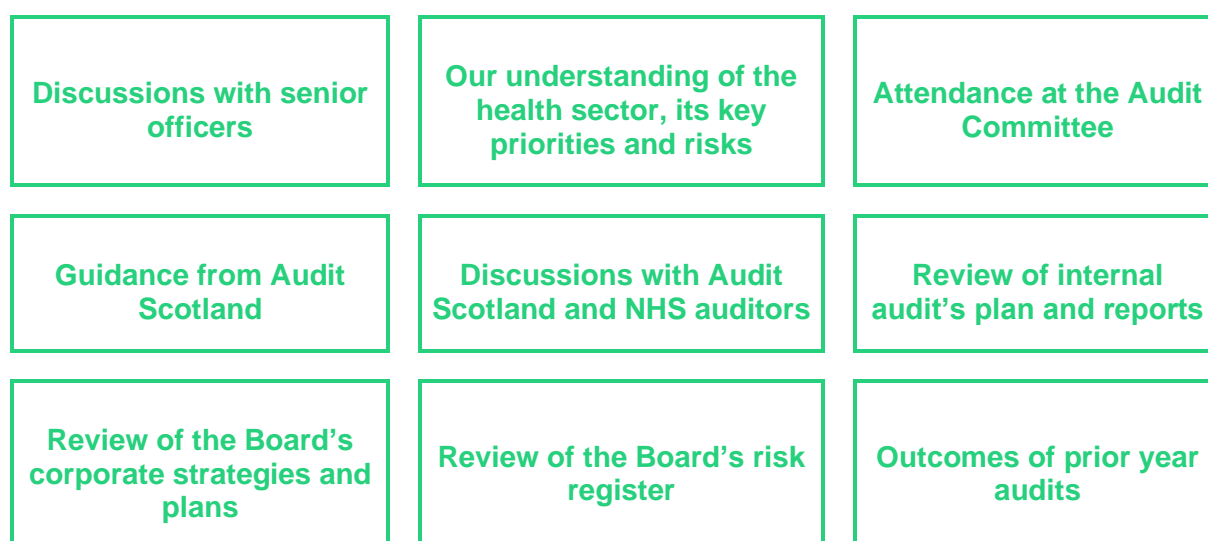 Discussions with senior
officers
Our understanding of the
health sector, its key
priorities and risks
Attendance at the Audit
Committee
Guidance from Audit
Scotland
Discussions with Audit
Scotland and NHS auditors
Review of internal
audit’s plan and reports
Review of the Board’s
corporate strategies and
plans
Review of the Board’s risk
register
Outcomes of prior year
audits